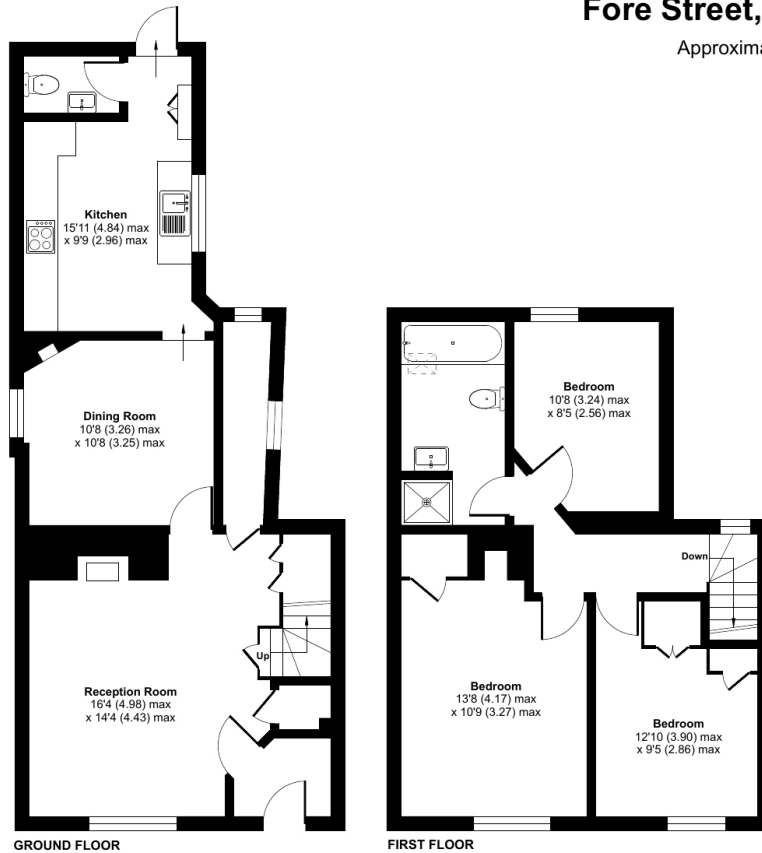 Fore Street,
Approxima
Kitchen
15'11 (4.84) max
x 9'9 (2.96) max
Dining Room
10'8 (3.26) max
x 10'8 (3.25) max
Up
Reception Room
16'4 (4.98) max
x 14'4 (4.43) max
GROUND FLOOR
Bedroom
10'8 (3.24) max
x 8'5 (2.56) max
Down
Bedroom
13'8 (4.17) max
x 10'9 (3.27) max
Bedroom
12'10 (3.90) max
x 9'5 (2.86) max
FIRST FLOOR